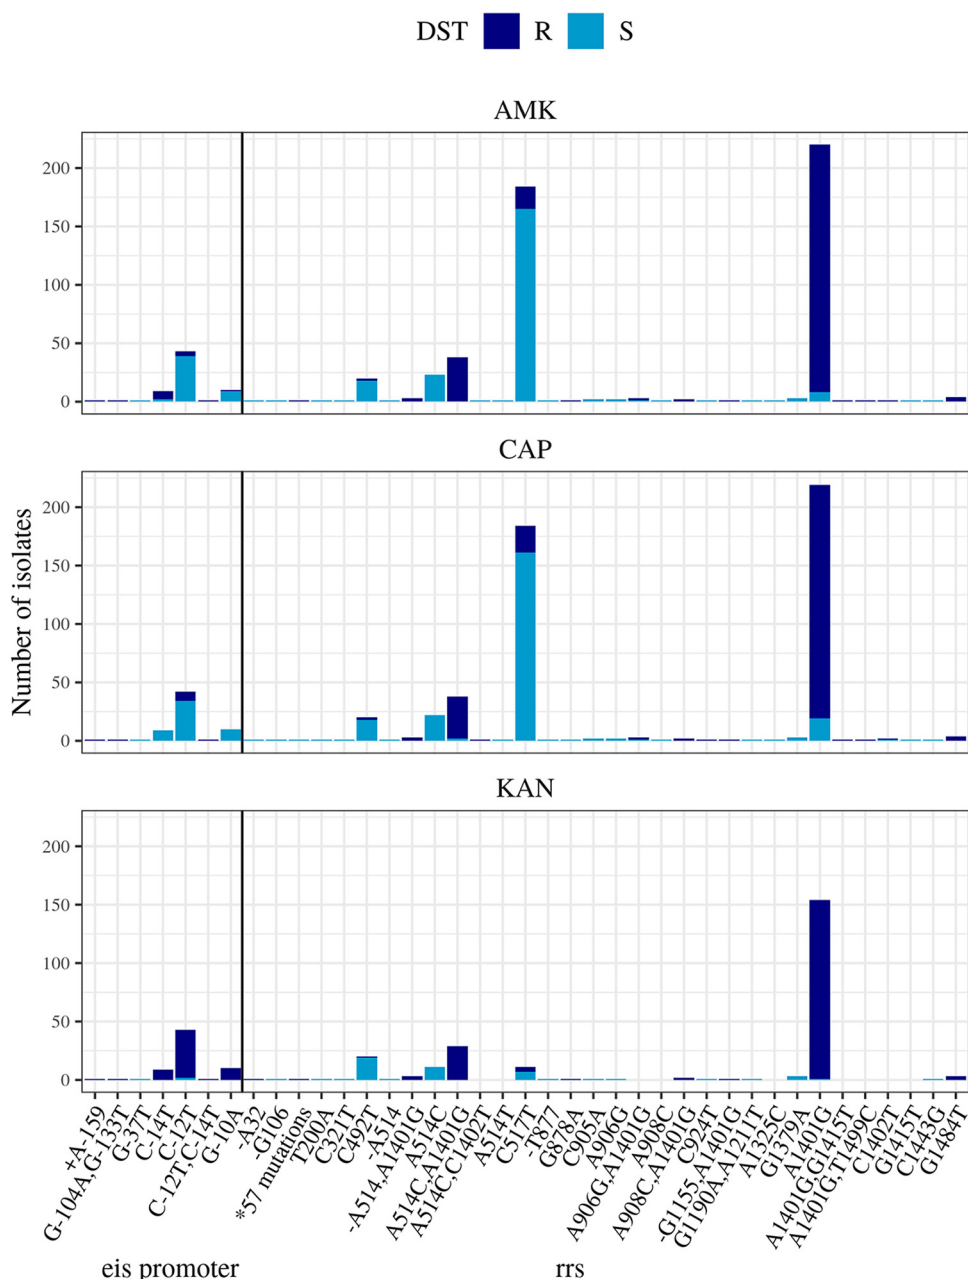 DST R S
AMK
200
150
100
50
0
CAP
200
150
100
50
0
Number of isolates
KAN
200
150
100
50
0
+A-159
G-104A,G-133T
G-37T
C-14T
C-12T
C-12T,C-14T
G-10A
-A32
-G106
*57 mutations
T200A
C321T
C492T
-A514
-A514,A1401G
A514C
A514C,A1401G
A514C,C1402T
A514T
C517T
-T877
G878A
C905A
A906G
A906G,A1401G
A908C
A908C,A1401G
C924T
-G1155,A1401G
G1190A,A1211T
A1325C
G1379A
A1401G
A1401G,G1415T
A1401G,T1499C
C1402T
G1415T
C1443G
G1484T
eis promoter
rrs